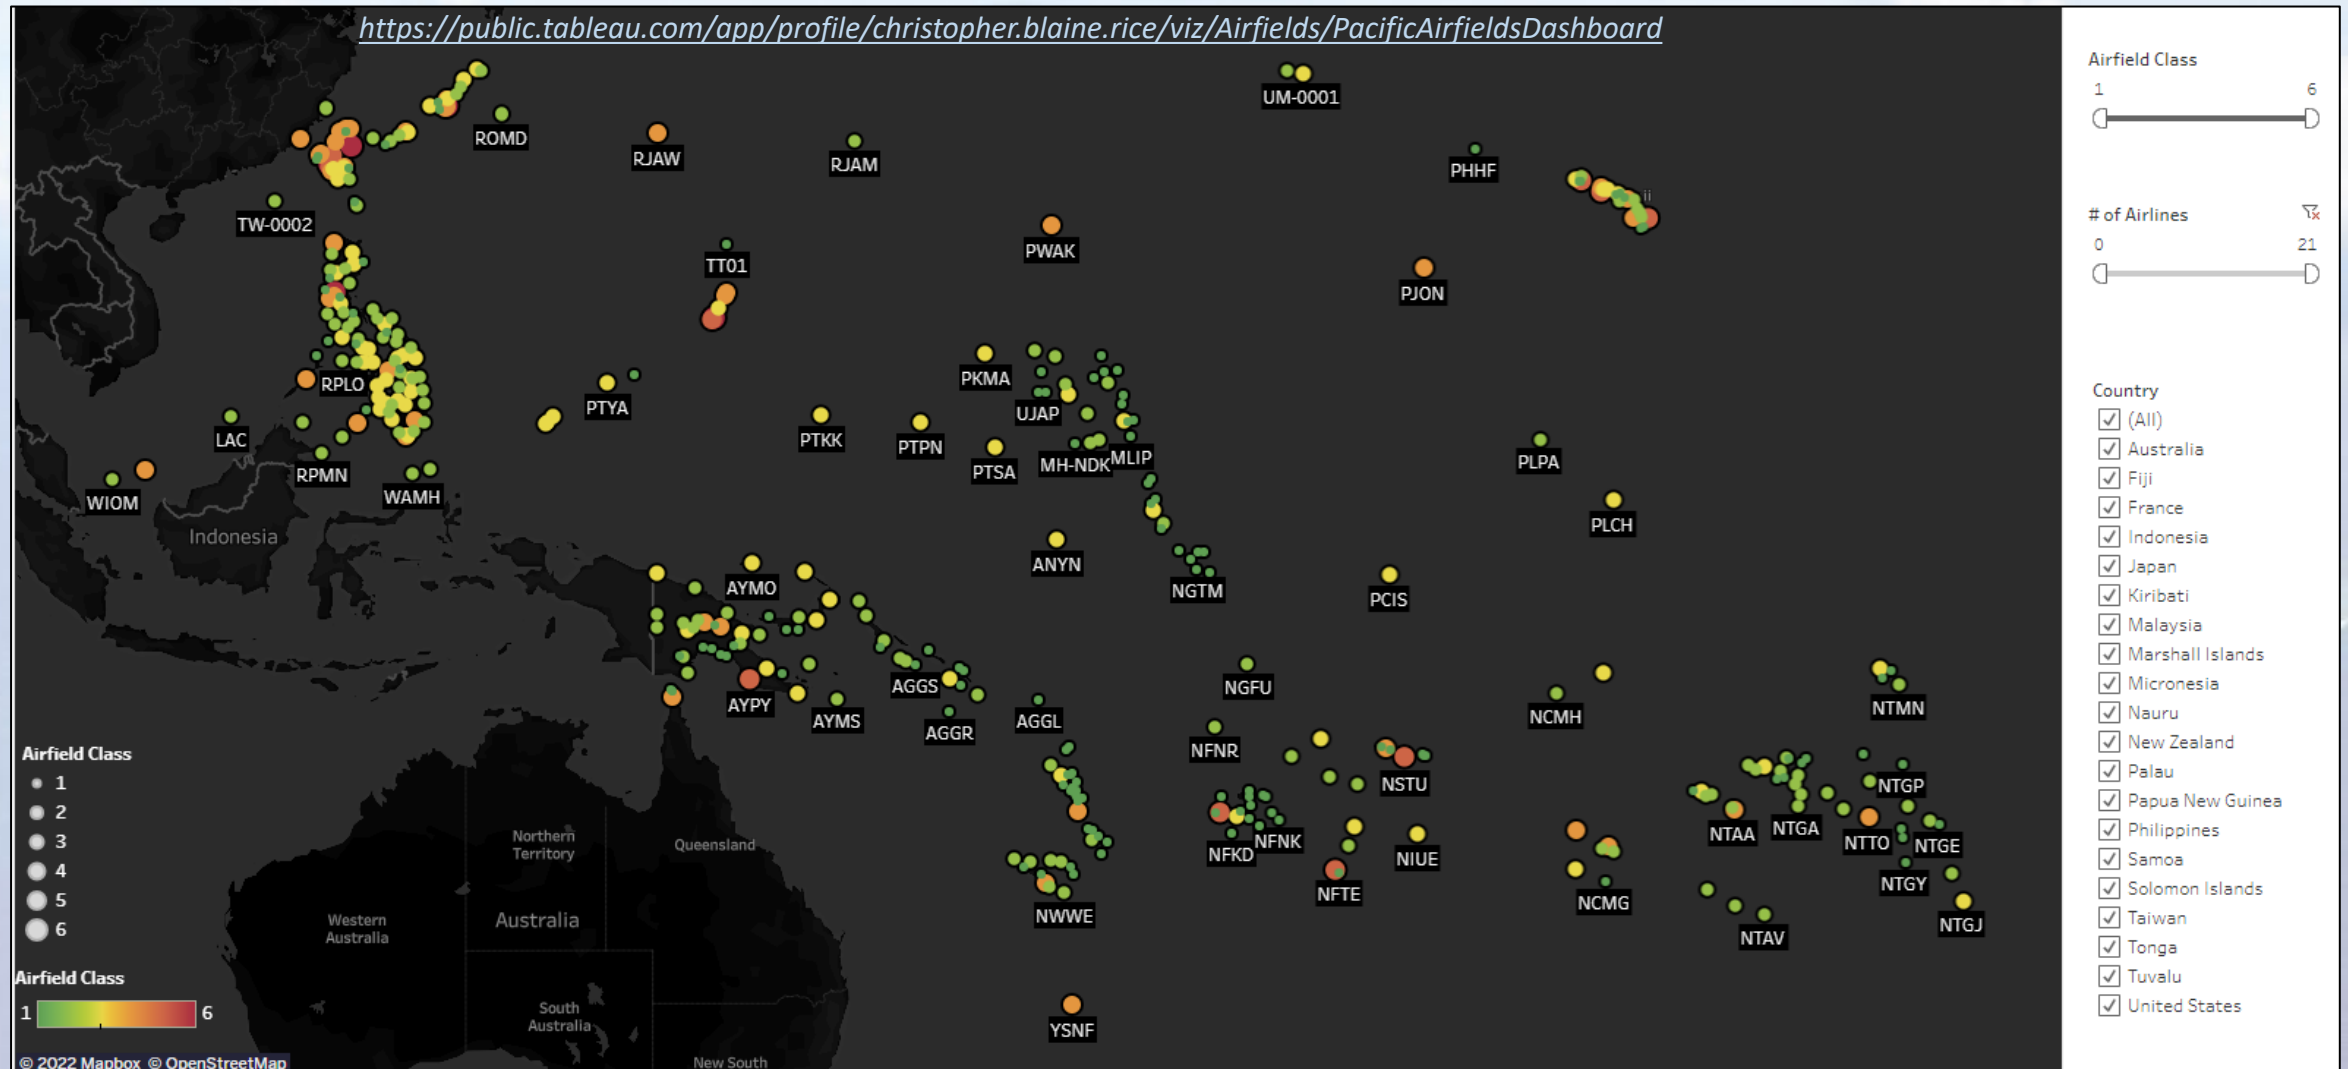 https://public.tableau.com/app/profile/christopher.blaine.rice/viz/Airfields/PacificAirfieldsDashboard
UM-0001
ROMD
RJAW
RJAM
PHHF
ii
TW-0002
PWAK
TT01
PJON
PKMA
RPLO
PTYA
UJAP
LAC
PTKK
PTPN
PTSA
MH-NDK
MLIP
PLPA
RPMN
WAMH
WIOM
PLCH
Indonesia
ANYN
AYMO
NGTM
PCIS
AGGS
NGFU
AYPY
AYMS
AGGR
AGGL
NCMH
NTMN
NFNR
NSTU
NTGP
NTAA
NTGA
NTTO
NTGE
NFKD
NFNK
NIUE
NFTE
NTGY
NCMG
NWWE
NTAV
NTGJ
YSNF
Northern
Territory
Queensland
Western
Australia
Australia
South
Australia
New South
Airfield Class
1
2
3
4
5
6
Airfield Class
1 6
© 2022 Mapbox © OpenStreetMap
Airfield Class
1 6
# of Airlines
0 21
Country
(All)
Australia
Fiji
France
Indonesia
Japan
Kiribati
Malaysia
Marshall Islands
Micronesia
Nauru
New Zealand
Palau
Papua New Guinea
Philippines
Samoa
Solomon Islands
Taiwan
Tonga
Tuvalu
United States